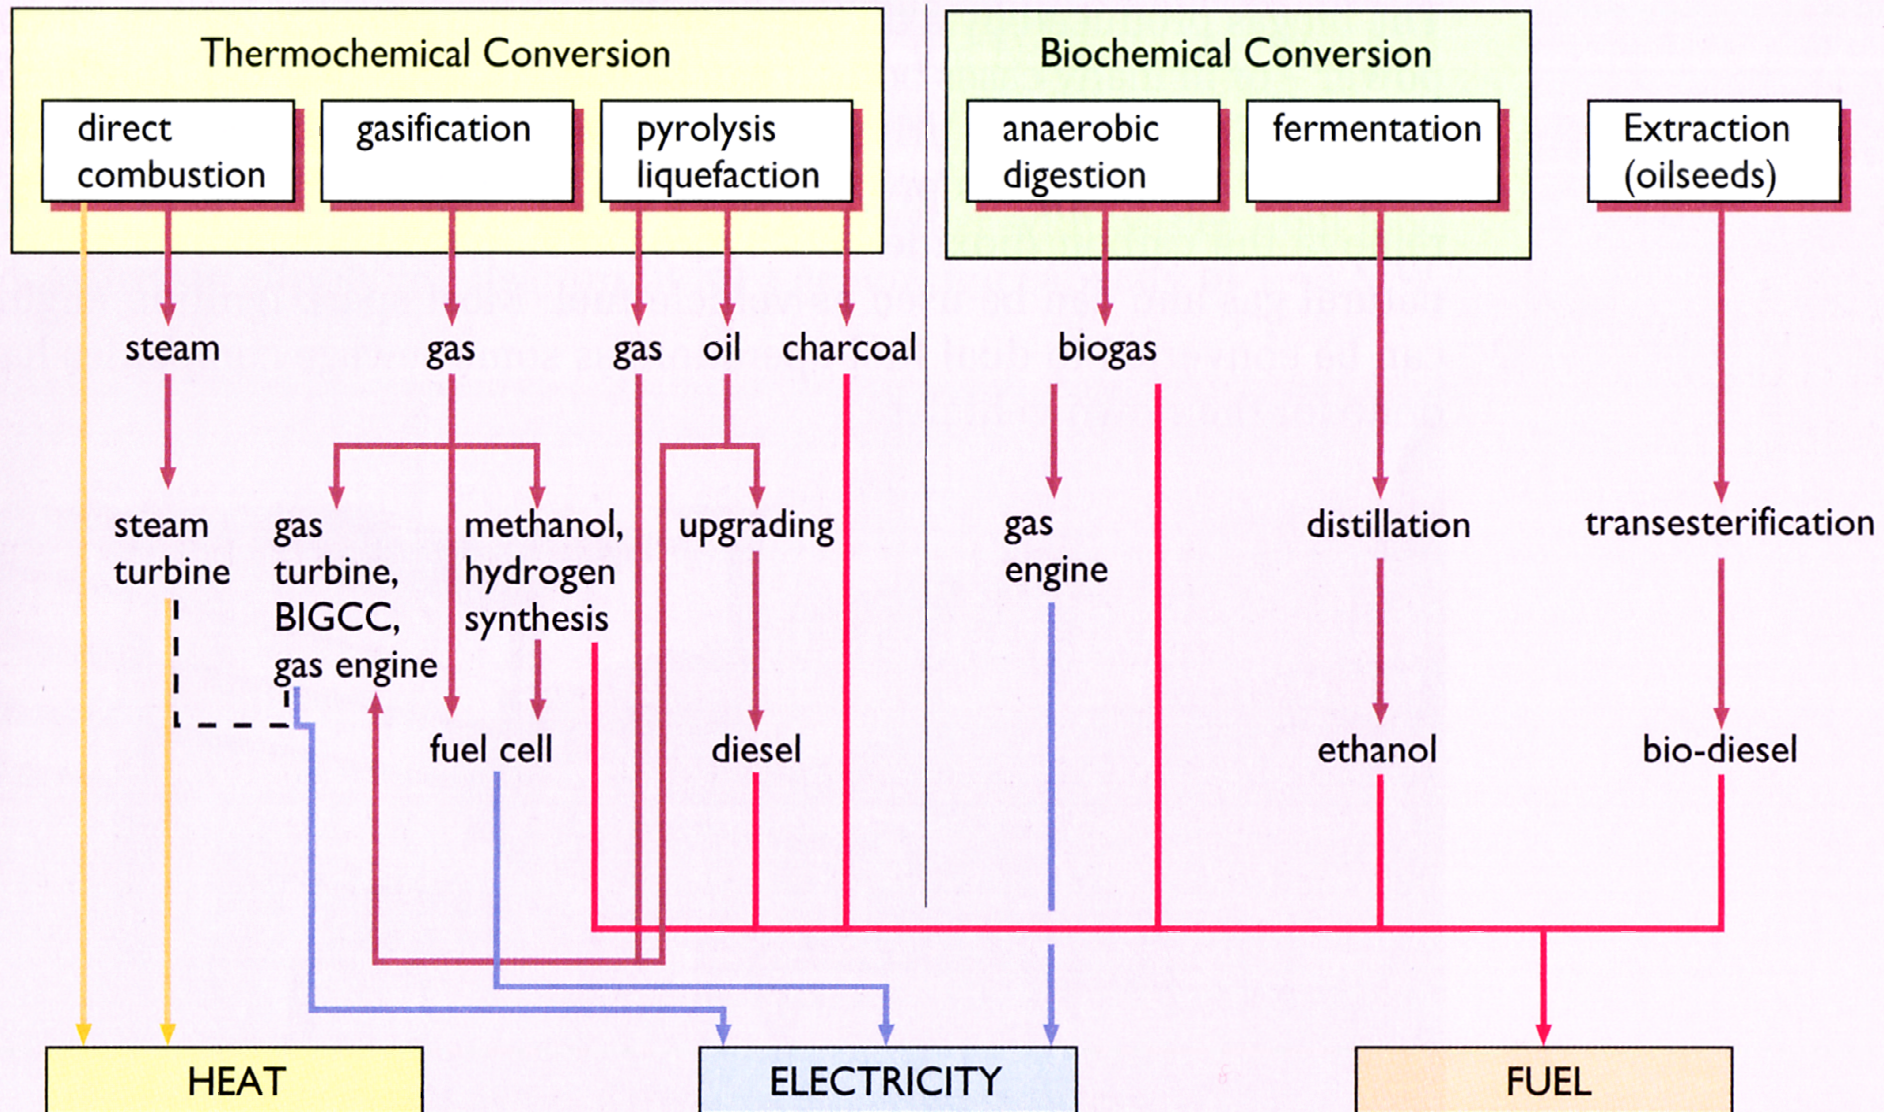 Thermochemical Conversion
Biochemical Conversion
direct
combustion
gasification
pyrolysis
liquefaction
anaerobic
digestion
fermentation
Extraction
(oilseeds)
steam
gas
gas
oil
charcoal
biogas
steam
turbine
gas
turbine,
BIGCC,
gas engine
methanol,
hydrogen
synthesis
upgrading
gas
engine
distillation
transesterification
fuel cell
diesel
ethanol
bio-diesel
HEAT
ELECTRICITY
FUEL